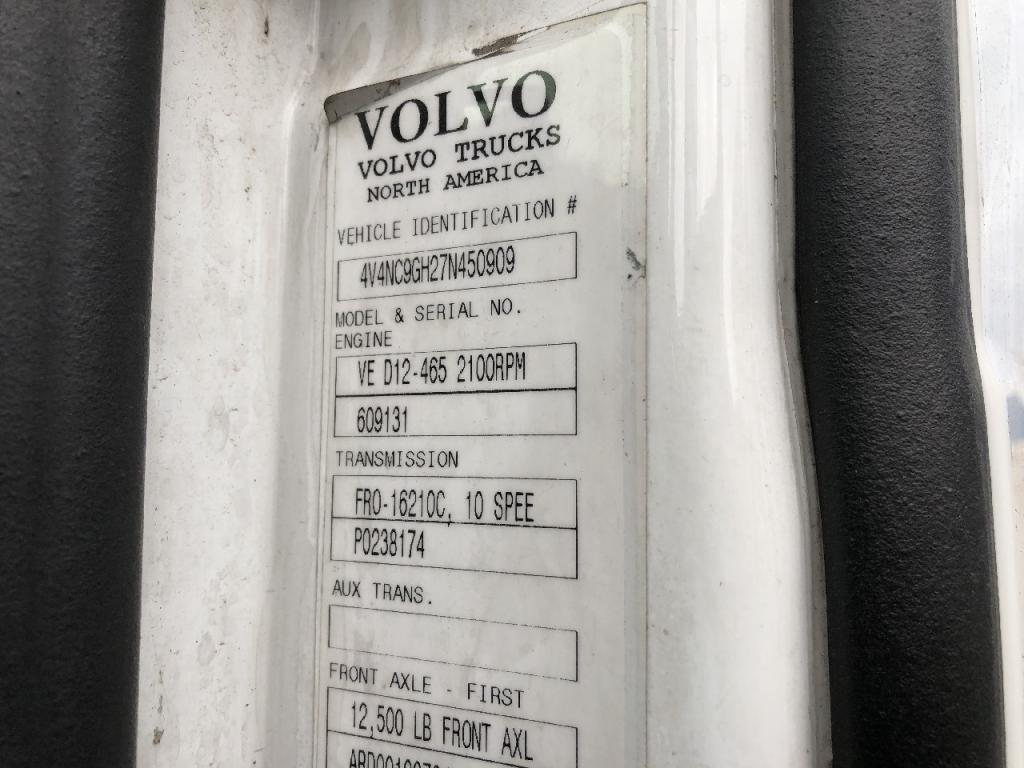 VOLVO
VOLVO TRUCKS
NORTH AMERICA
VEHICLE IDENTIFICATION #
4V4NC9GH27N450909
MODEL & SERIAL NO.
ENGINE
VE D12-465 2100RPM
609131
TRANSMISSION
FRO-16210C, 10 SPEE
P0238174
AUX TRANS.
FRONT AXLE - FIRST
12,500 LB FRONT AXL